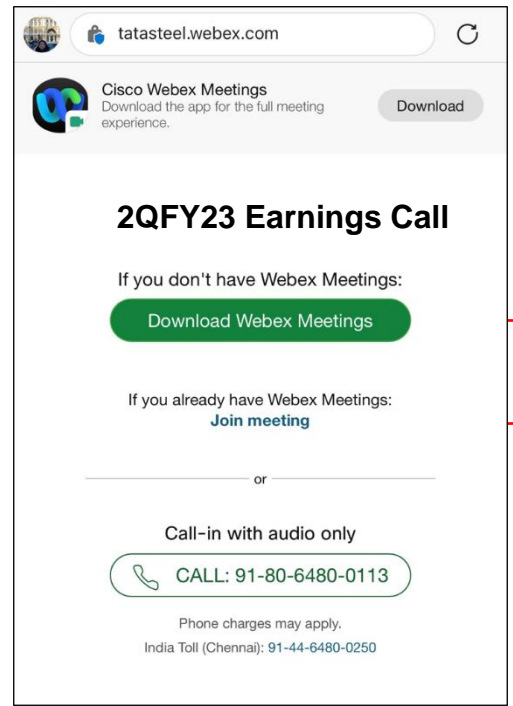 tatasteel.webex.com
Cisco Webex Meetings
Download the app for the full meeting
experience.
Download
2QFY23 Earnings Call
If you don't have Webex Meetings:
Download Webex Meetings
If you already have Webex Meetings:
Join meeting
or
Call-in with audio only
CALL: 91-80-6480-0113
Phone charges may apply.
India Toll (Chennai): 91-44-6480-0250